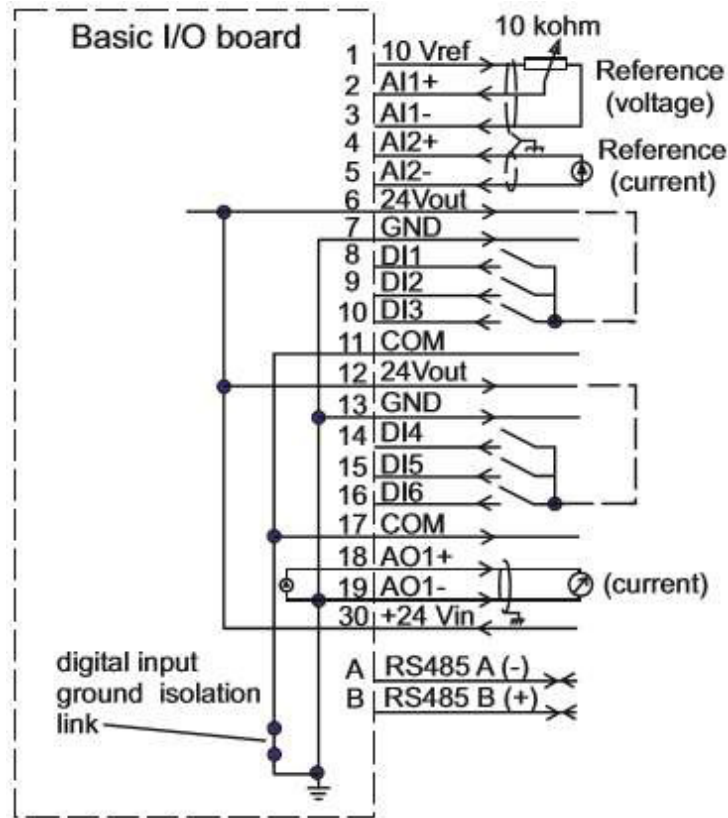 Basic I/O board
10 kohm
1 10 Vref
Reference
(voltage)
2 AI1+
3 AI1-
4 AI2+
Reference
(current)
5 AI2-
6 24Vout
7 GND
8 DI1
9 DI2
10 DI3
11 COM
12 24Vout
13 GND
14 DI4
15 DI5
16 DI6
17 COM
18 AO1+
19 AO1- (current)
30 +24 Vin
digital input
ground isolation
link
A RS485 A (-)
B RS485 B (+)